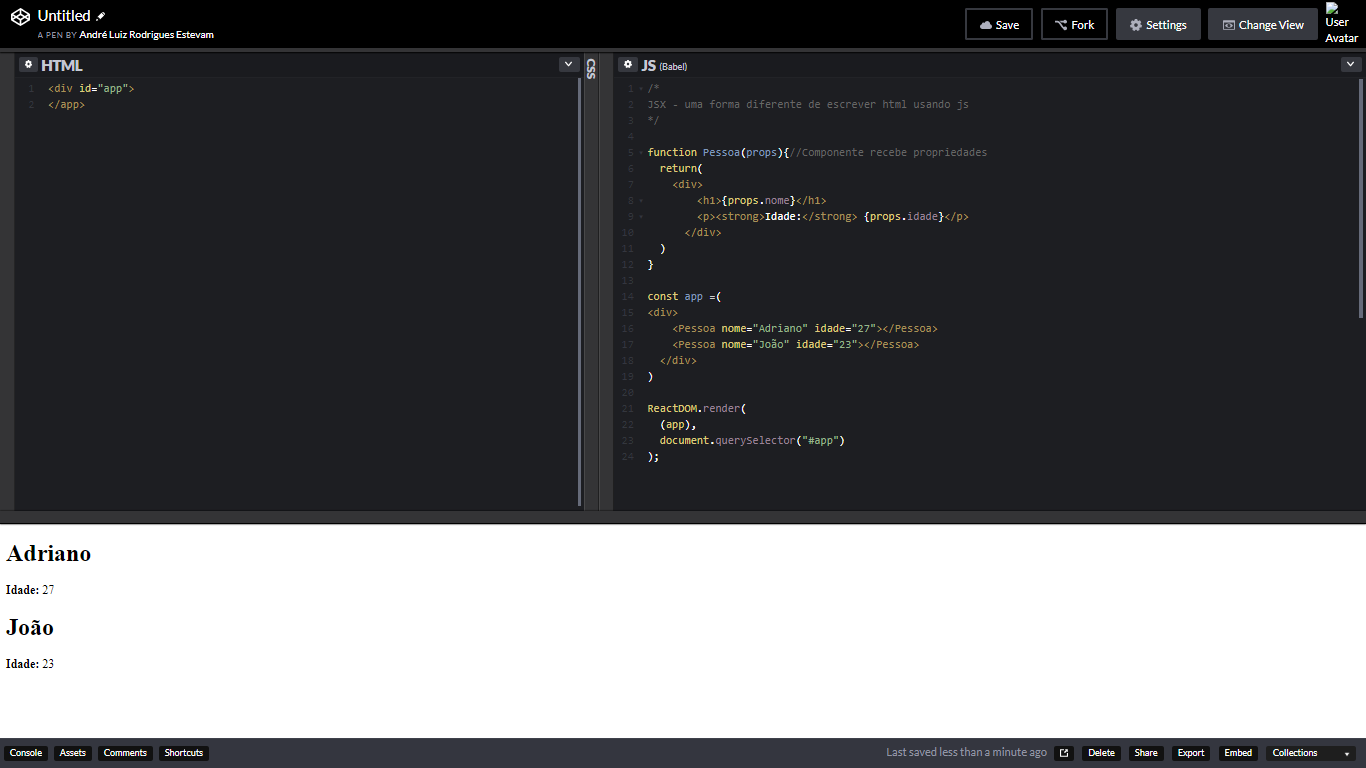 Untitled
A PEN BY André Luiz Rodrigues Estevam
Save
Fork
Settings
Change View
User
Avatar
HTML
1 <div id="app">
2 </app>
CSS
JS (Babel)
1 /*
2 JSX - uma forma diferente de escrever html usando js
3 */
4
5 function Pessoa(props){//Componente recebe propriedades
6 return(
7 <div>
8 <h1>{props.nome}</h1>
9 <p><strong>Idade:</strong> {props.idade}</p>
10 </div>
11 )
12 }
13
14 const app =(
15 <div>
16 <Pessoa nome="Adriano" idade="27"></Pessoa>
17 <Pessoa nome="João" idade="23"></Pessoa>
18 </div>
19 )
20
21 ReactDOM.render(
22 (app),
23 document.querySelector("#app")
24 );
Adriano
Idade: 27
João
Idade: 23
Console
Assets
Comments
Shortcuts
Last saved less than a minute ago
Delete
Share
Export
Embed
Collections